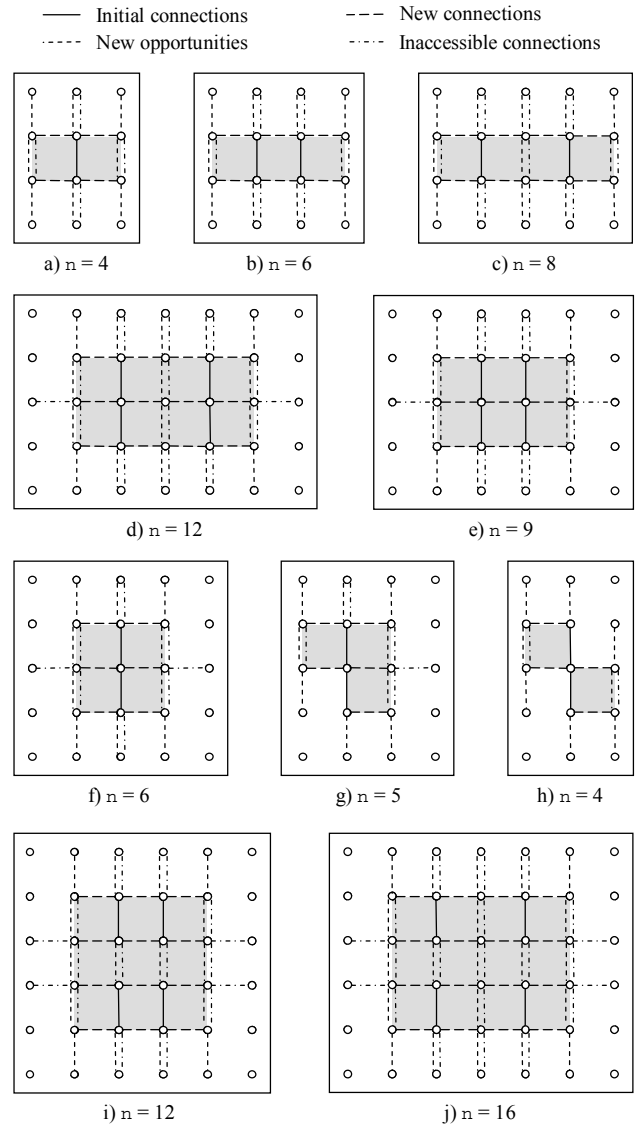 Initial connections New connections
New opportunities Inaccessible connections
a) n = 4 b) n = 6 c) n = 8
d) n = 12 e) n = 9
f) n = 6 g) n = 5 h) n = 4
i) n = 12 j) n = 16